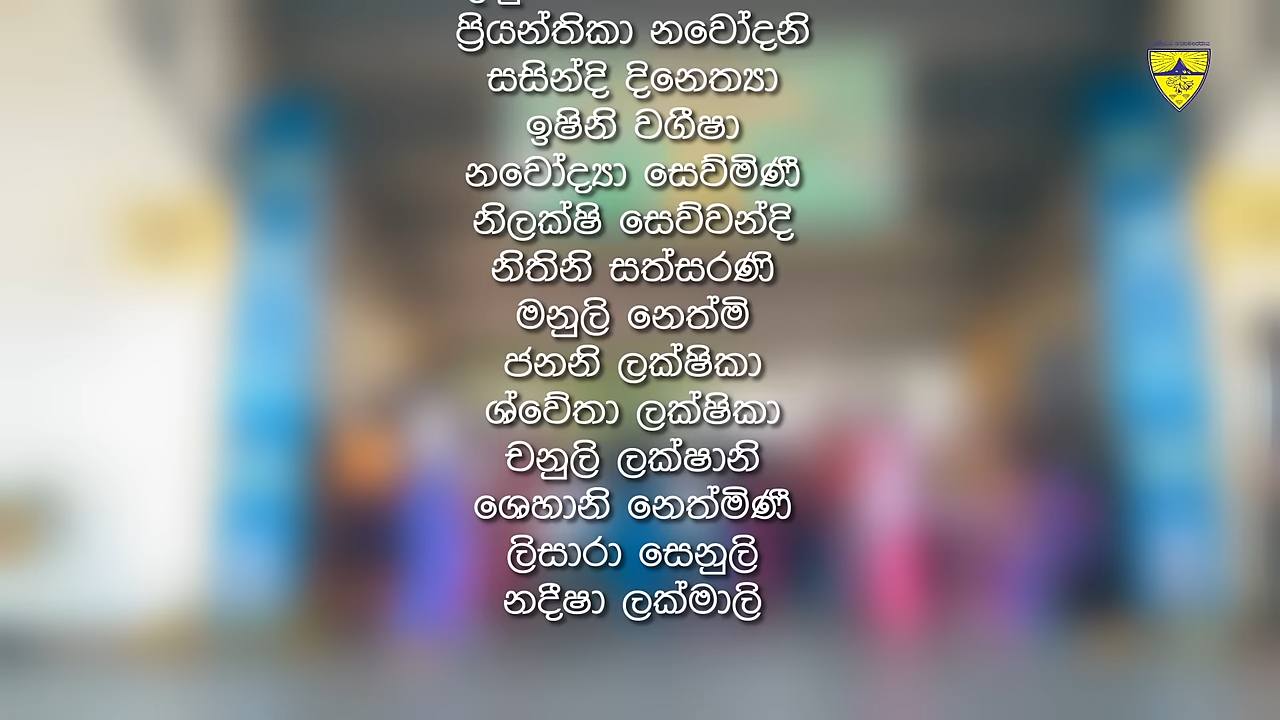 ප්‍රියන්තිකා නවෝදනි
සසින්දි දිනෙත්‍යා
ඉෂිනි වගීෂා
නවෝද්‍යා සෙව්මිණී
නිලක්ෂි සෙව්වන්දි
නිතිනි සත්සරණි
මනුලි නෙත්මි
ජනනි ලක්ෂිකා
ශ්වේතා ලක්ෂිකා
චනුලි ලක්ෂානි
ශෙහානි නෙත්මිණී
ලිසාරා සෙනුලි
නදීෂා ලක්මාලි